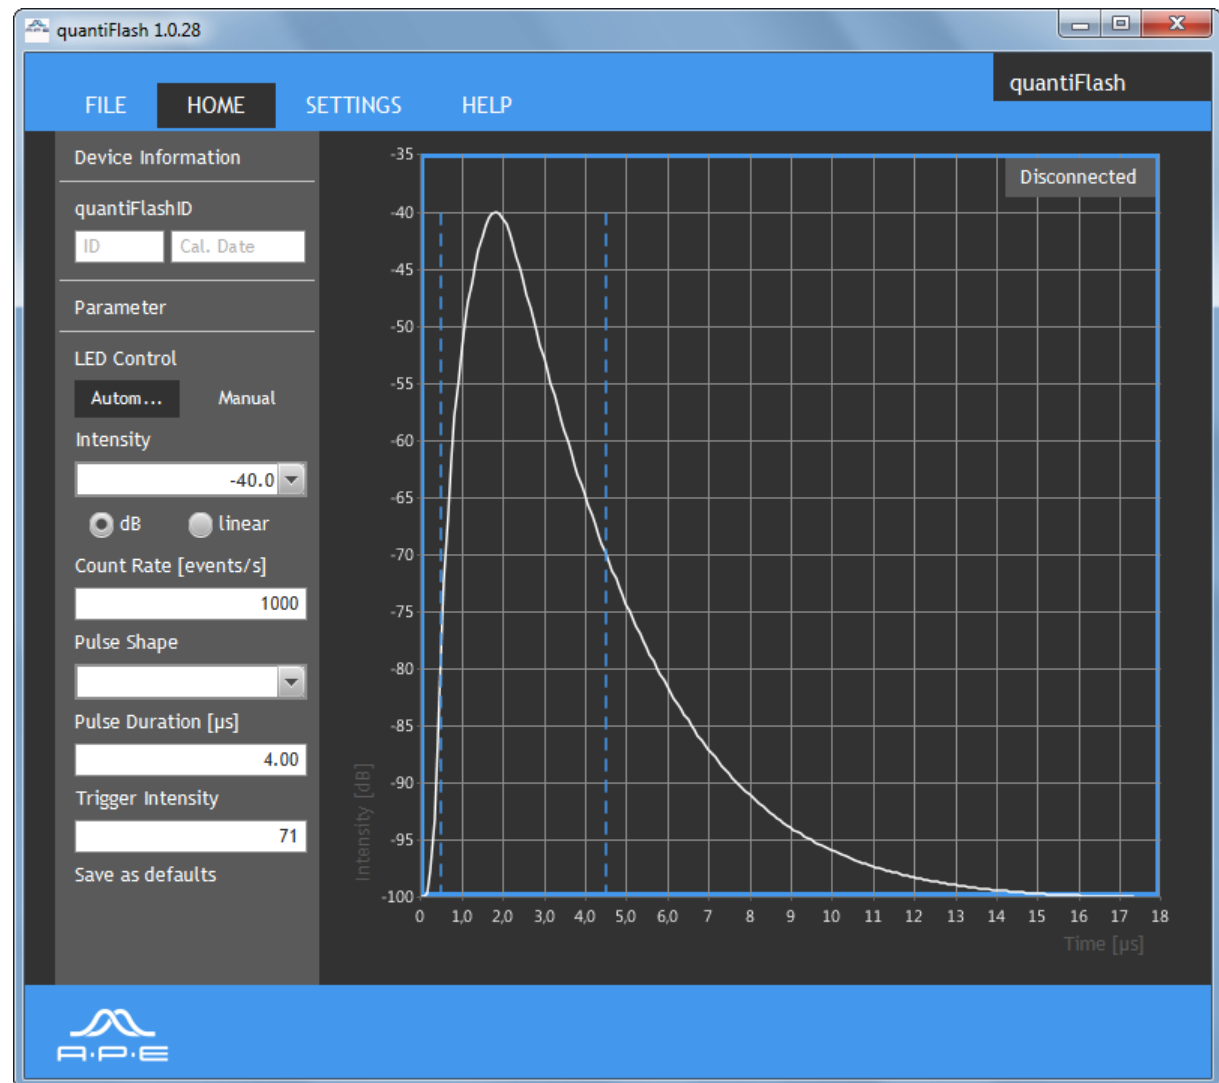 quantiFlash 1.0.28
quantiFlash
FILE HOME SETTINGS HELP
Device Information
quantiFlashID
ID Cal. Date
Parameter
LED Control
Autom... Manual
Intensity
-40.0
dB linear
Count Rate [events/s]
1000
Pulse Shape
Pulse Duration [µs]
4.00
Trigger Intensity
71
Save as defaults
Disconnected
-35
-40
-45
-50
-55
-60
-65
-70
-75
-80
-85
-90
-95
-100
Intensity [dB]
0 1,0 2,0 3,0 4,0 5,0 6,0 7 8 9 10 11 12 13 14 15 16 17 18
Time [µs]
A·P·E